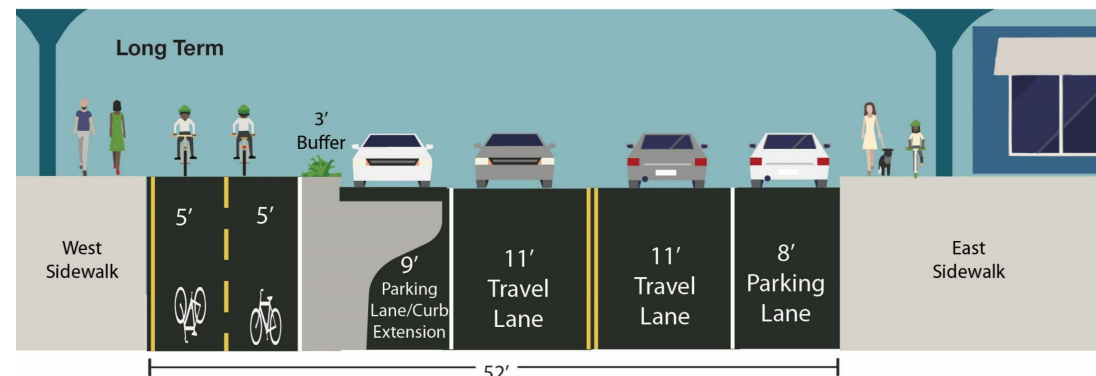 Long Term
3’
Buffer
5’
5’
West
Sidewalk
9’
Parking
Lane/Curb
Extension
11’
Travel
Lane
11’
Travel
Lane
8’
Parking
Lane
East
Sidewalk
52’